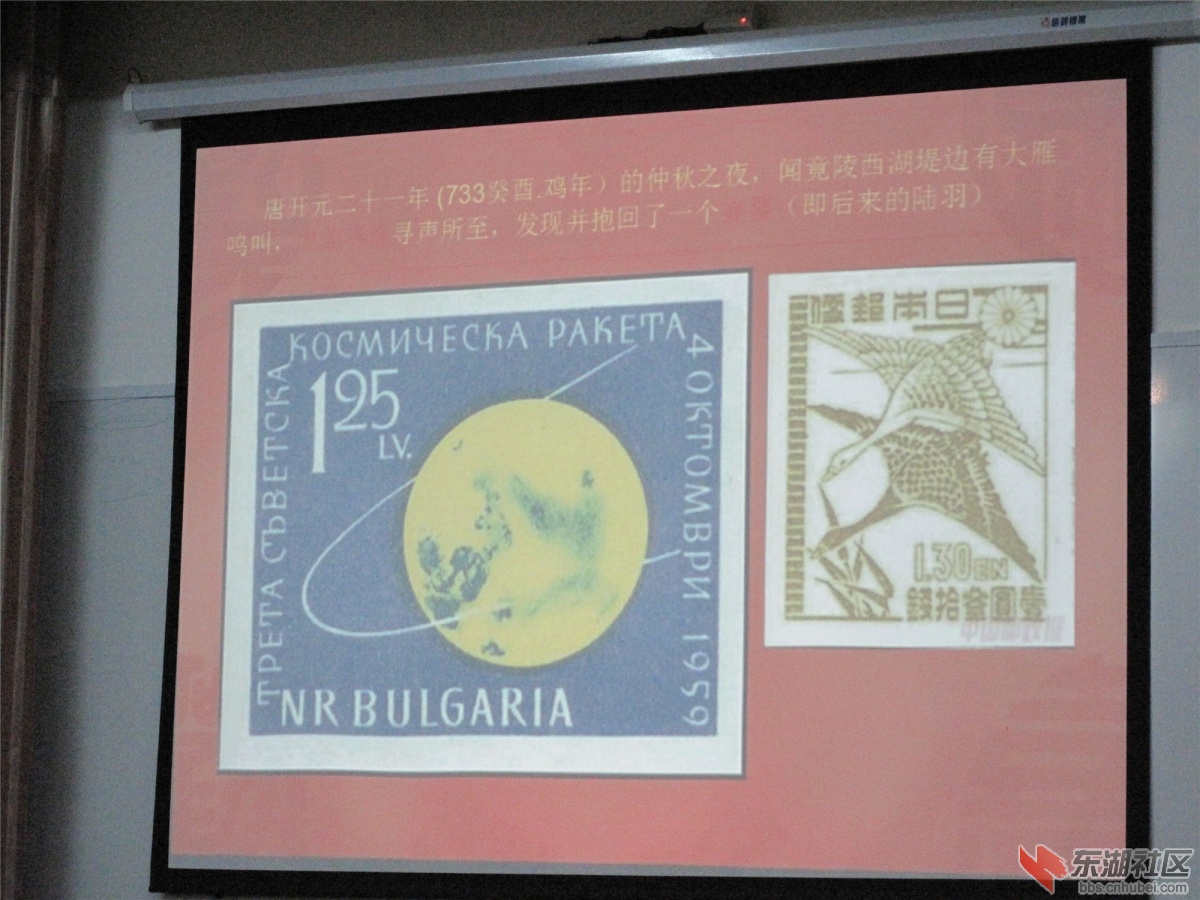 唐开元二十一年(733癸酉.鸡年)的仲秋之夜，闻竟陵西湖堤边有大雁
鸣叫， 寻声所至，发现并抱回了一个 （即后来的陆羽）
ТРЕТА СЪВЕТСКА
КОСМИЧЕСКА РАКЕТА
4 ОКТОМВРИ 1959
1 25
LV.
NR BULGARIA
日本郵便
1.30EN
壹圓叄拾錢
东湖社区
bbs.cnhubei.com